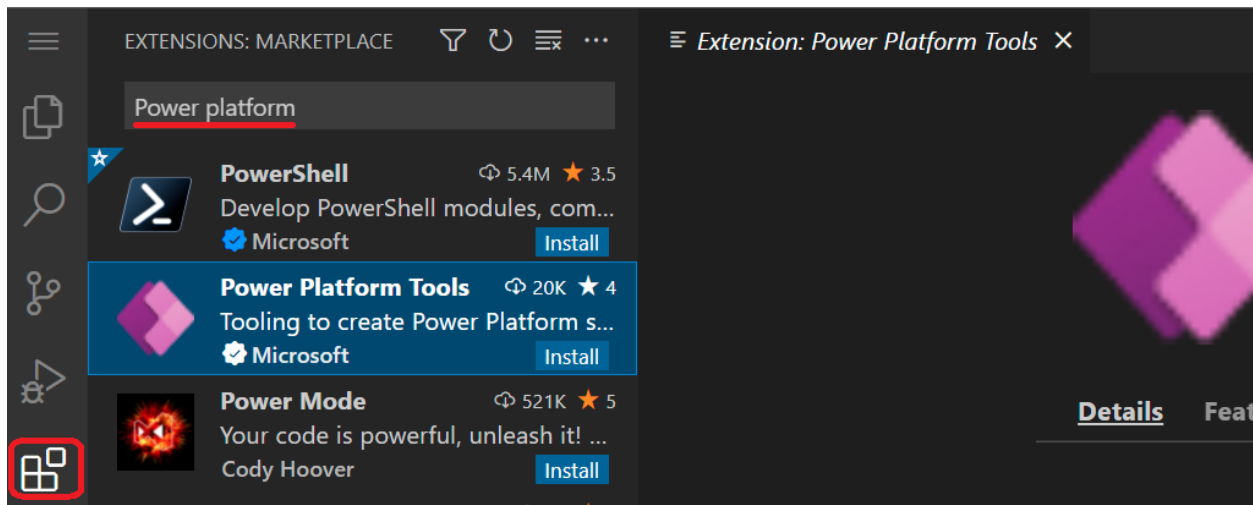 EXTENSIONS: MARKETPLACE
Extension: Power Platform Tools
Power platform
PowerShell 5.4M 3.5
Develop PowerShell modules, com...
Microsoft Install
Power Platform Tools 20K 4
Tooling to create Power Platform s...
Microsoft Install
Power Mode 521K 5
Your code is powerful, unleash it! ...
Cody Hoover Install
Details Feat